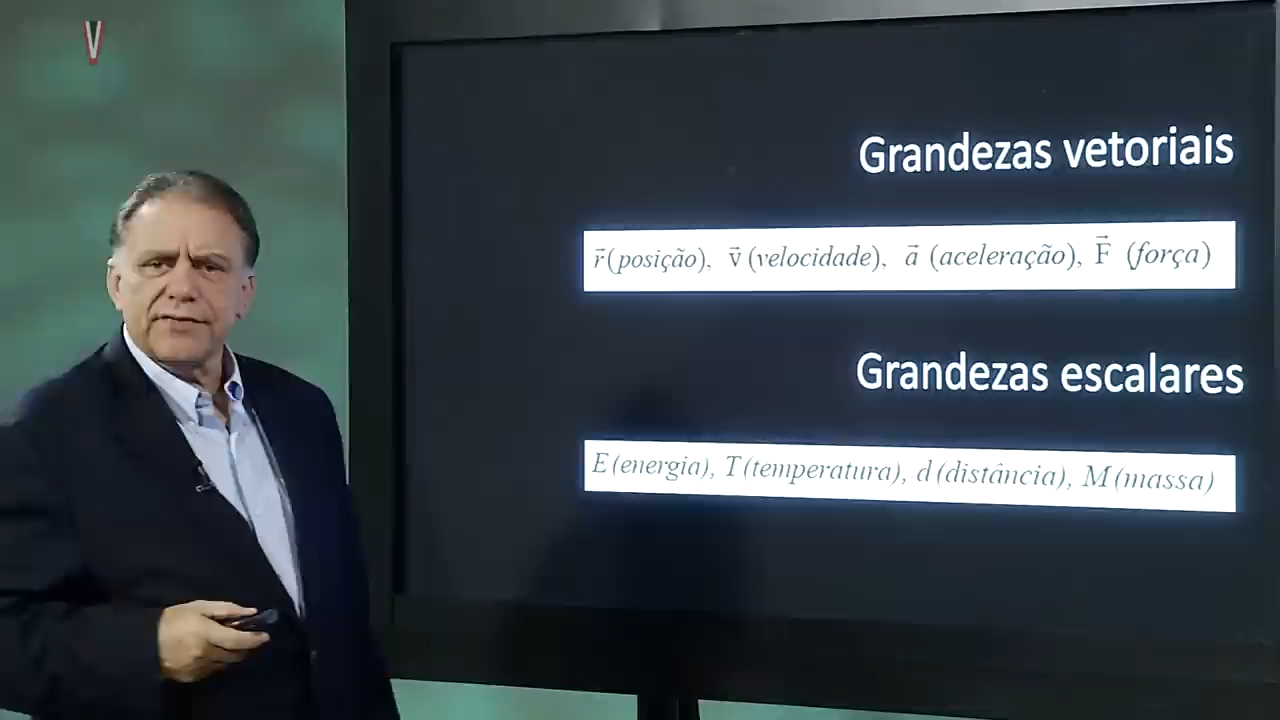 V
Grandezas vetoriais
r⃗ (posição), v⃗ (velocidade), a⃗ (aceleração), F⃗ (força)
Grandezas escalares
E (energia), T (temperatura), d (distância), M (massa)